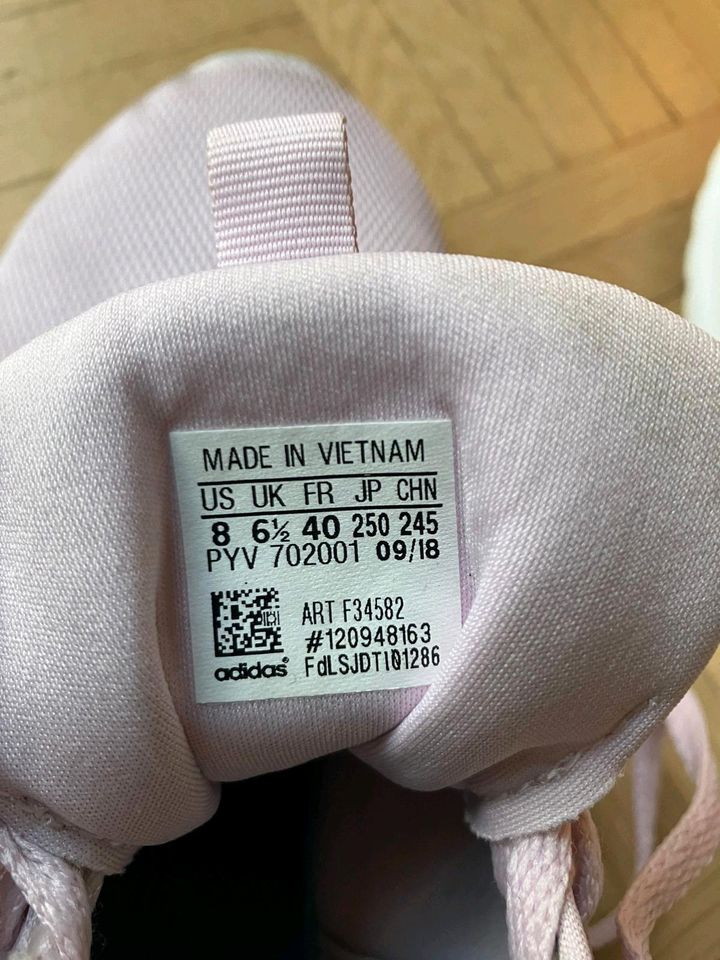 MADE IN VIETNAM
US UK FR JP CHN
8 6½ 40 250 245
PYV 702001 09/18
ART F34582
#120948163
adidas® FdLSJDTI01286